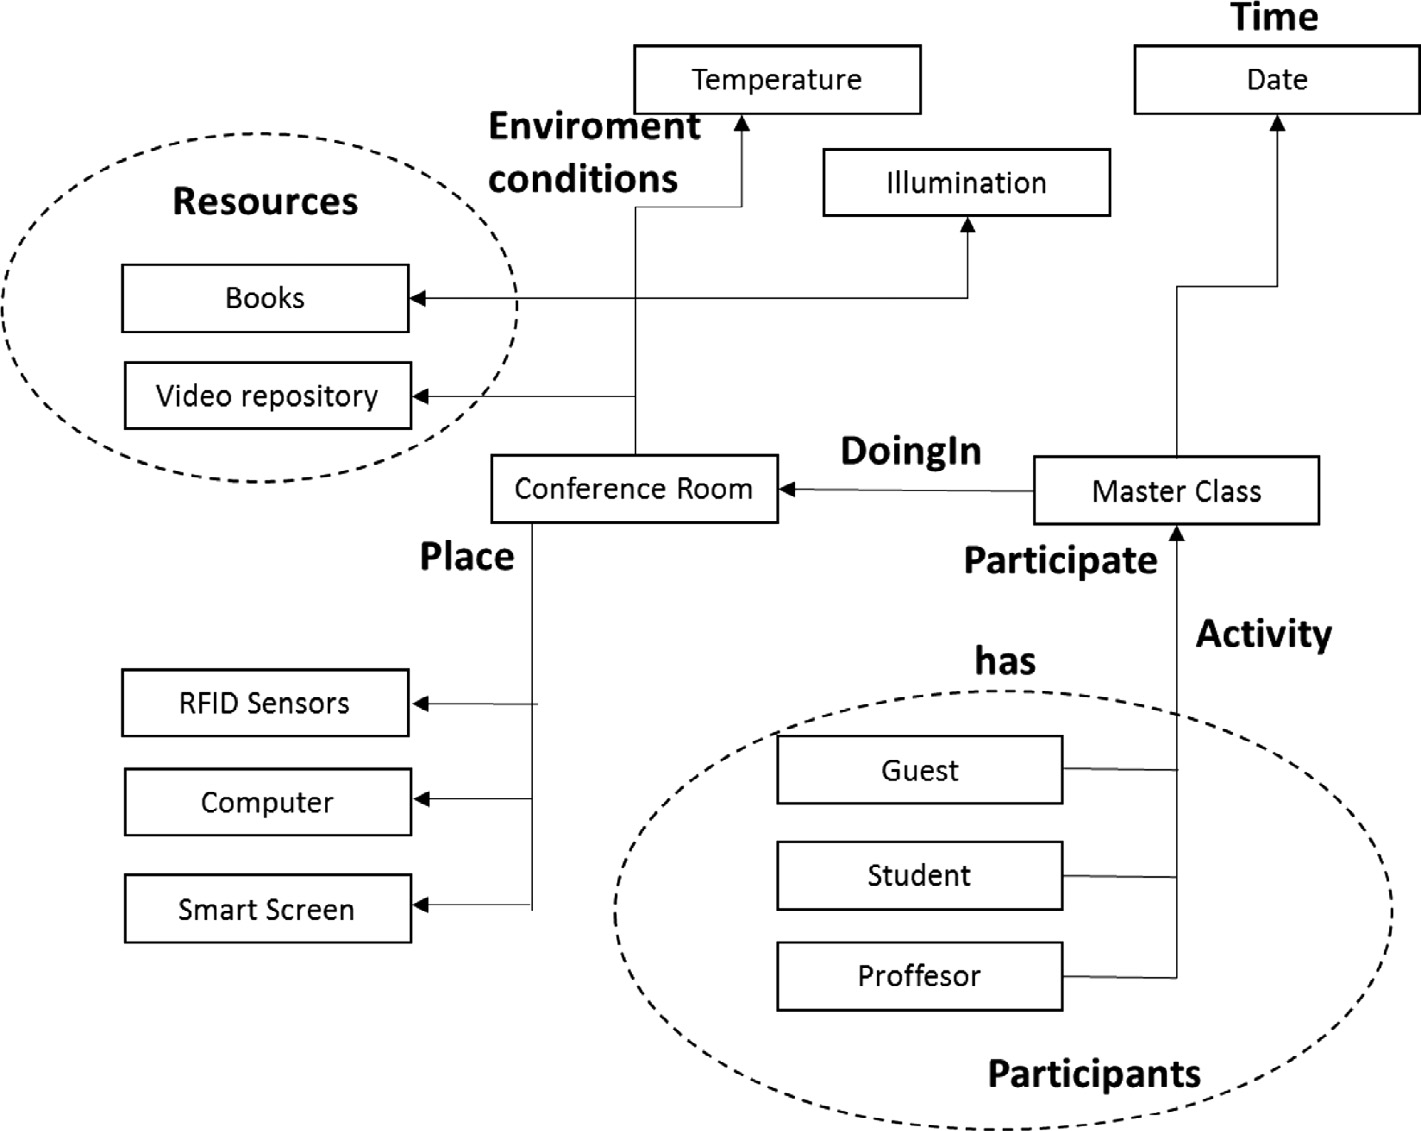 Time
Temperature
Date
Enviroment
conditions
Illumination
Resources
Books
Video repository
DoingIn
Conference Room
Master Class
Place
Participate
Activity
has
RFID Sensors
Guest
Computer
Student
Smart Screen
Proffesor
Participants